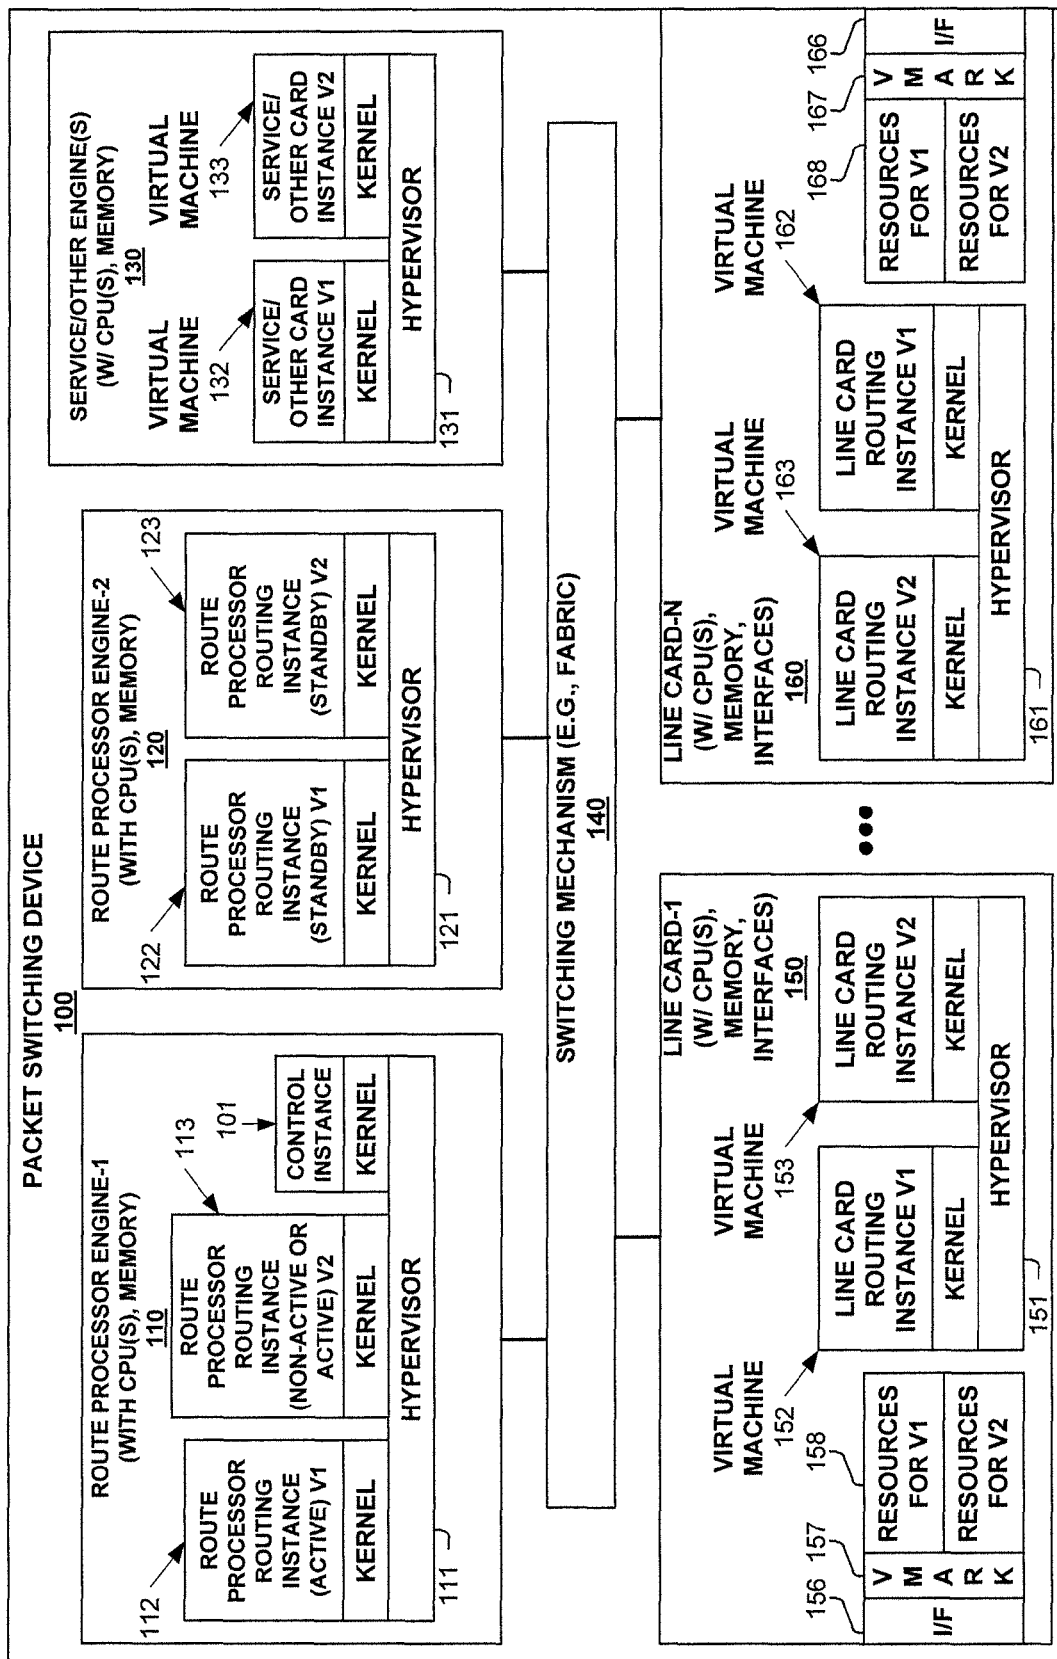 PACKET SWITCHING DEVICE
100
ROUTE PROCESSOR ENGINE-1
(WITH CPU(S), MEMORY)
110
112
ROUTE
PROCESSOR
ROUTING
INSTANCE
(ACTIVE) V1
KERNEL
113
ROUTE
PROCESSOR
ROUTING
INSTANCE
(NON-ACTIVE OR
ACTIVE) V2
KERNEL
101
CONTROL
INSTANCE
KERNEL
HYPERVISOR
111
ROUTE PROCESSOR ENGINE-2
(WITH CPU(S), MEMORY)
120
122
ROUTE
PROCESSOR
ROUTING
INSTANCE
(STANDBY) V1
KERNEL
123
ROUTE
PROCESSOR
ROUTING
INSTANCE
(STANDBY) V2
KERNEL
HYPERVISOR
121
SERVICE/OTHER ENGINE(S)
(W/ CPU(S), MEMORY)
130
VIRTUAL
MACHINE
132
SERVICE/
OTHER CARD
INSTANCE V1
KERNEL
VIRTUAL
MACHINE
133
SERVICE/
OTHER CARD
INSTANCE V2
KERNEL
HYPERVISOR
131
SWITCHING MECHANISM (E.G., FABRIC)
140
LINE CARD-1
(W/ CPU(S),
MEMORY,
INTERFACES)
150
156
157
158
I/F
V
M
A
R
K
RESOURCES
FOR V1
RESOURCES
FOR V2
VIRTUAL
MACHINE
152
LINE CARD
ROUTING
INSTANCE V1
KERNEL
VIRTUAL
MACHINE
153
LINE CARD
ROUTING
INSTANCE V2
KERNEL
HYPERVISOR
151
LINE CARD-N
(W/ CPU(S),
MEMORY,
INTERFACES)
160
VIRTUAL
MACHINE
163
LINE CARD
ROUTING
INSTANCE V2
KERNEL
VIRTUAL
MACHINE
162
LINE CARD
ROUTING
INSTANCE V1
KERNEL
HYPERVISOR
161
168
167
166
RESOURCES
FOR V1
RESOURCES
FOR V2
V
M
A
R
K
I/F